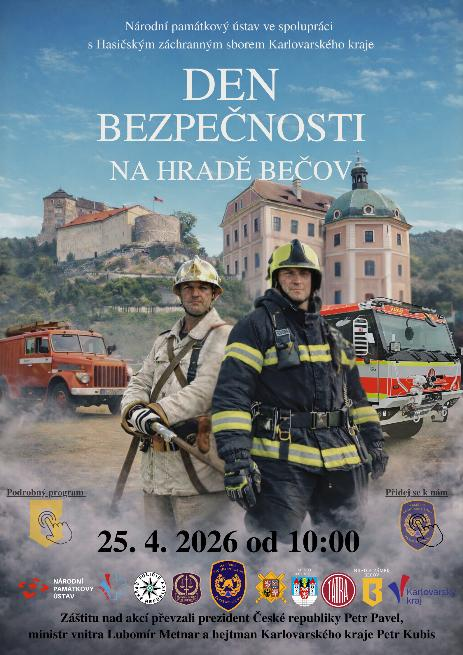 Národní památkový ústav ve spolupráci
s Hasičským záchranným sborem Karlovarského kraje
DEN
BEZPEČNOSTI
NA HRADĚ BEČOV
Podrobný program
Přidej se k nám
25. 4. 2026 od 10:00
NÁRODNÍ
PAMÁTKOVÝ
ÚSTAV
TATRA
Karlovarský
kraj
Záštitu nad akcí převzali prezident České republiky Petr Pavel,
ministr vnitra Lubomír Metnar a hejtman Karlovarského kraje Petr Kubis